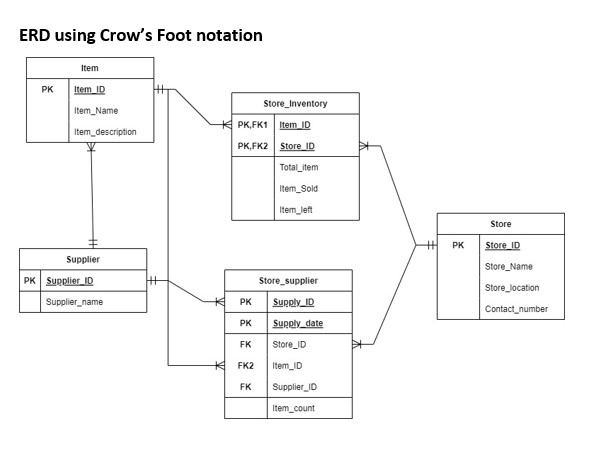 ERD using Crow's Foot notation
Item
PK Item_ID
Item_Name
Item_description
Store_Inventory
PK,FK1 Item_ID
PK,FK2 Store_ID
Total_item
Item_Sold
Item_left
Store
PK Store_ID
Store_Name
Store_location
Contact_number
Supplier
PK Supplier_ID
Supplier_name
Store_supplier
PK Supply_ID
PK Supply_date
FK Store_ID
FK2 Item_ID
FK Supplier_ID
Item_count